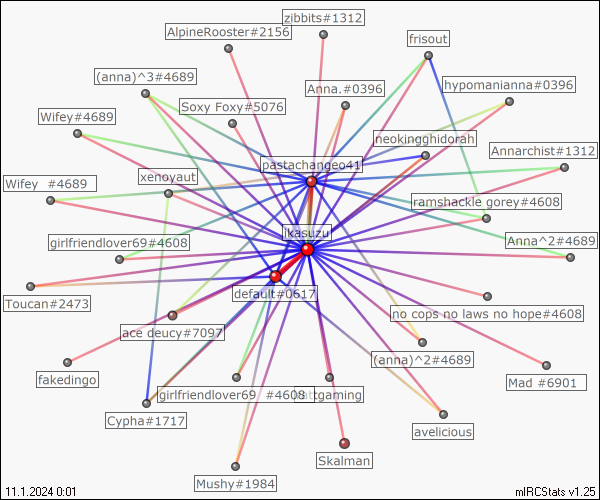 zibbits#1312
AlpineRooster#2156
frisout
(anna)^3#4689
hypomanianna#0396
Anna.#0396
Soxy Foxy#5076
Wifey#4689
neokingghidorah
Annarchist#1312
pastachangeo41
xenoyaut
Wifey  #4689
ramshackle gorey#4608
ikasuzu
girlfriendlover69#4608
Anna^2#4689
default#0617
Toucan#2473
no cops no laws no hope#4608
ace deucy#7097
(anna)^2#4689
fakedingo
Mad #6901
girlfriendlover69  #4608
gaming
Cypha#1717
avelicious
Skalman
Mushy#1984
11.1.2024 0:01
mIRCStats v1.25